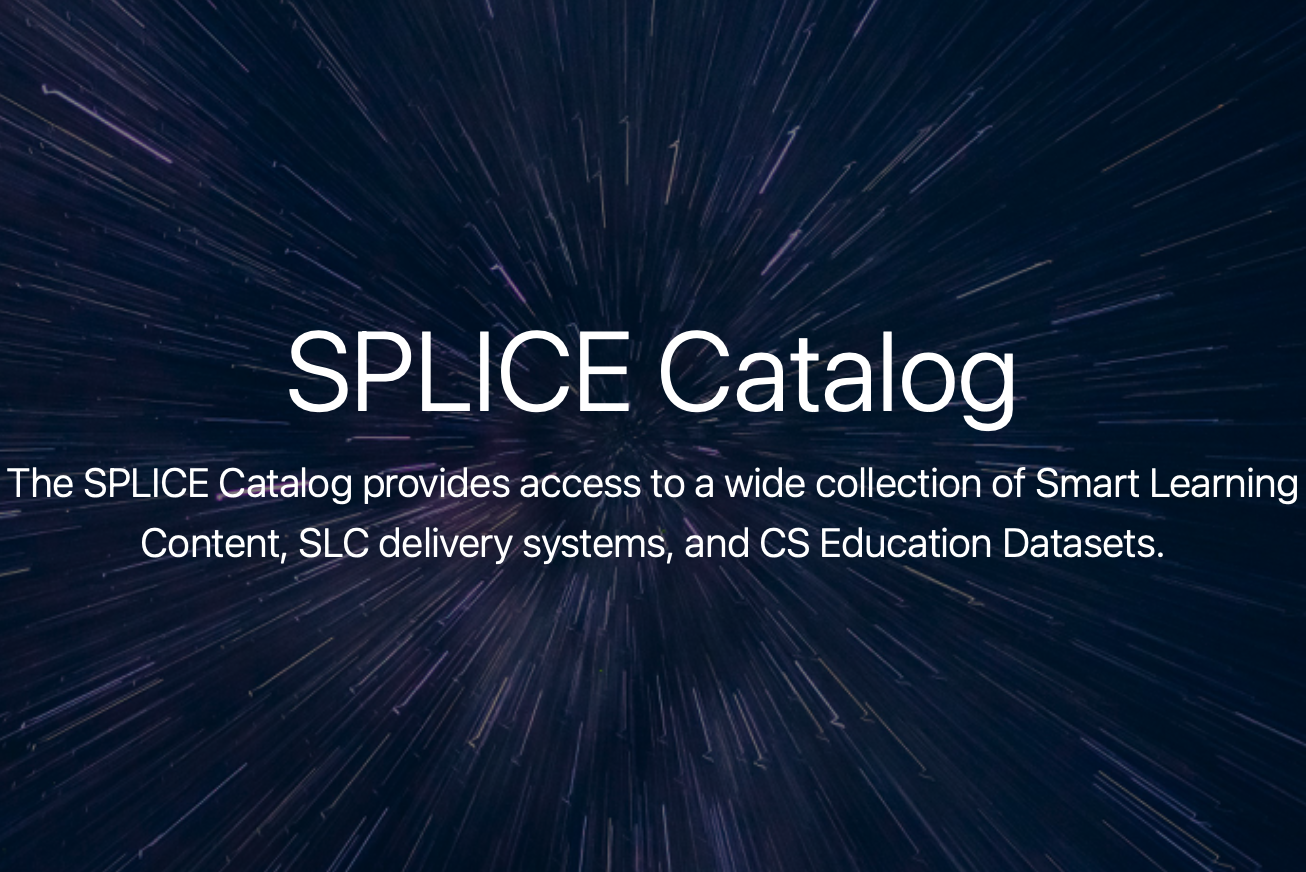 SPLICE Catalog
The SPLICE Catalog provides access to a wide collection of Smart Learning
Content, SLC delivery systems, and CS Education Datasets.